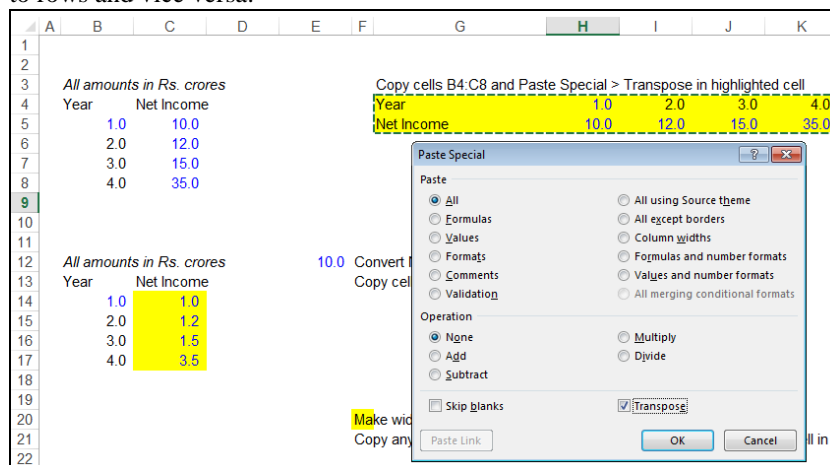 to rows and vice versa.
A B C D E F G H I J K
1
2
3 All amounts in Rs. crores Copy cells B4:C8 and Paste Special > Transpose in highlighted cell
4 Year Net Income Year 1.0 2.0 3.0 4.0
5 1.0 10.0 Net Income 10.0 12.0 15.0 35.0
6 2.0 12.0
7 3.0 15.0
8 4.0 35.0
9
10
11
12 All amounts in Rs. crores 10.0 Convert
13 Year Net Income Copy cel
14 1.0 1.0
15 2.0 1.2
16 3.0 1.5
17 4.0 3.5
18
19
20 Make wid
21 Copy any ll in
22
Paste Special
Paste
All All using Source theme
Formulas All except borders
Values Column widths
Formats Formulas and number formats
Comments Values and number formats
Validation All merging conditional formats
Operation
None Multiply
Add Divide
Subtract
Skip blanks Transpose
Paste Link OK Cancel